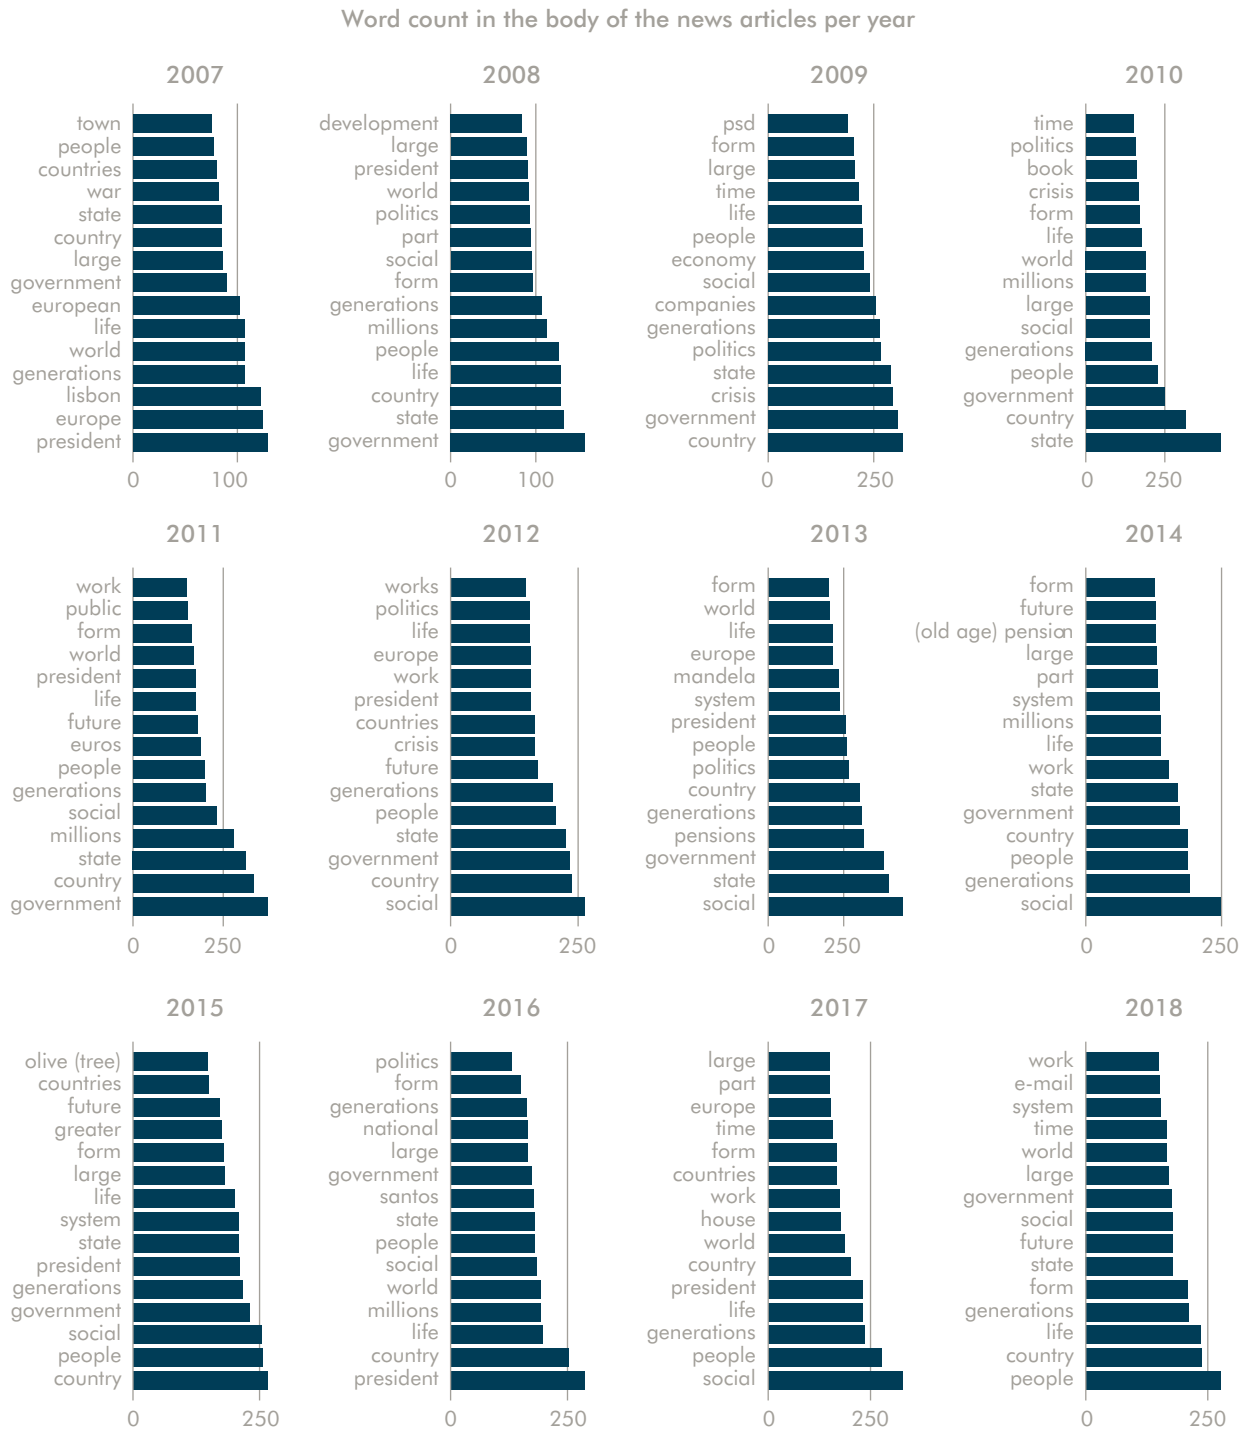 Word count in the body of the news articles per year
2007
town
people
countries
war
state
country
large
government
european
life
world
generations
lisbon
europe
president
0 100
2008
development
large
president
world
politics
part
social
form
generations
millions
people
life
country
state
government
0 100
2009
psd
form
large
time
life
people
economy
social
companies
generations
politics
state
crisis
government
country
0 250
2010
time
politics
book
crisis
form
life
world
millions
large
social
generations
people
government
country
state
0 250
2011
work
public
form
world
president
life
future
euros
people
generations
social
millions
state
country
government
0 250
2012
works
politics
life
europe
work
president
countries
crisis
future
generations
people
state
government
country
social
0 250
2013
form
world
life
europe
mandela
system
president
people
politics
country
generations
pensions
government
state
social
0 250
2014
form
future
(old age) pension
large
part
system
millions
life
work
state
government
country
people
generations
social
0 250
2015
olive (tree)
countries
future
greater
form
large
life
system
state
president
generations
government
social
people
country
0 250
2016
politics
form
generations
national
large
government
santos
state
people
social
world
millions
life
country
president
0 250
2017
large
part
europe
time
form
countries
work
house
world
country
president
life
generations
people
social
0 250
2018
work
e-mail
system
time
world
large
government
social
future
state
form
generations
life
country
people
0 250